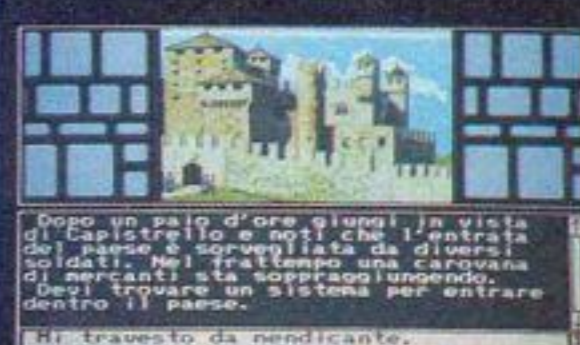 Dopo un paio d'ore giungi in vista
di Capistrello e noti che l'entrata
del paese è sorvegliata da diversi
soldati. Nel frattempo una carovana
di mercanti sta sopraggiungendo.
Devi trovare un sistema per entrare
dentro il paese.
Mi travesto da mendicante.